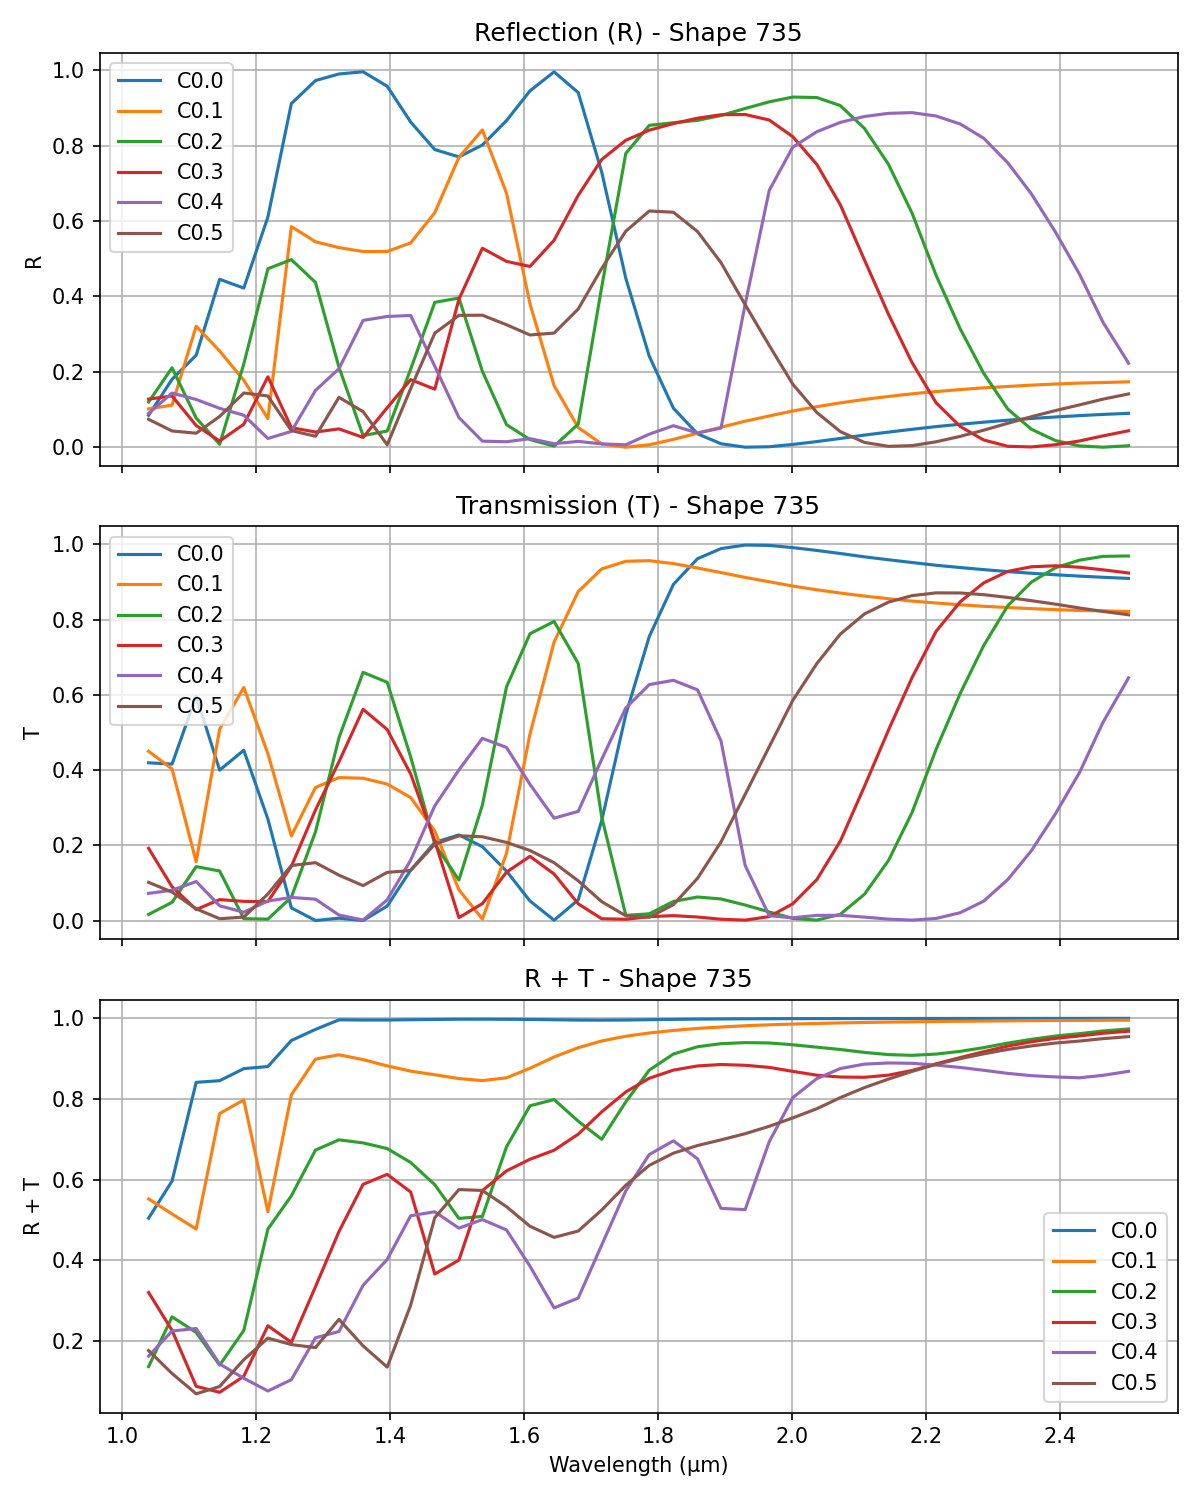 Reflection (R) - Shape 735
1.0
0.8
0.6
0.4
0.2
0.0
R
C0.0
C0.1
C0.2
C0.3
C0.4
C0.5
Transmission (T) - Shape 735
1.0
0.8
0.6
0.4
0.2
0.0
T
C0.0
C0.1
C0.2
C0.3
C0.4
C0.5
R + T - Shape 735
1.0
0.8
0.6
0.4
0.2
R + T
C0.0
C0.1
C0.2
C0.3
C0.4
C0.5
1.0 1.2 1.4 1.6 1.8 2.0 2.2 2.4
Wavelength (μm)